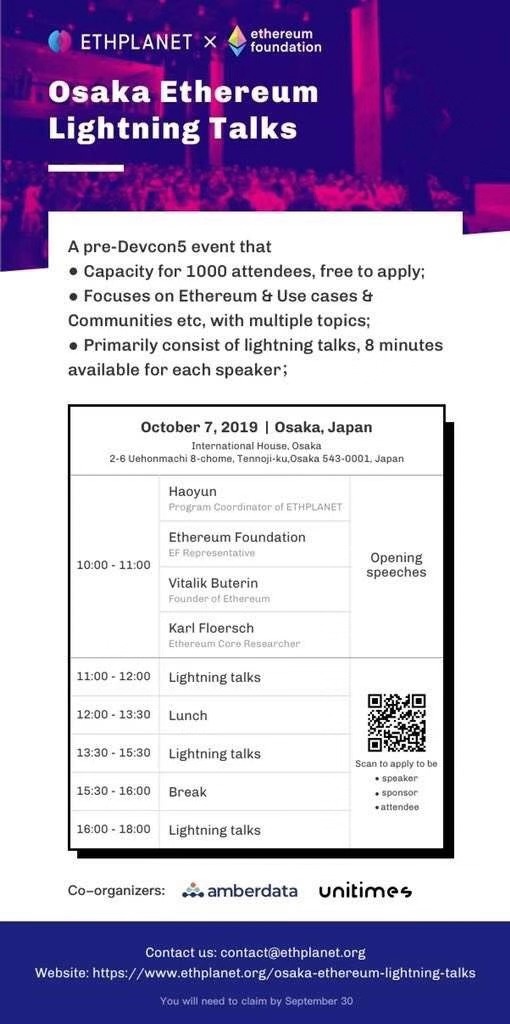 ETHPLANET × ethereum foundation
Osaka Ethereum
Lightning Talks
A pre-Devcon5 event that
● Capacity for 1000 attendees, free to apply;
● Focuses on Ethereum & Use cases &
Communities etc, with multiple topics;
● Primarily consist of lightning talks, 8 minutes
available for each speaker;
October 7, 2019 | Osaka, Japan
International House, Osaka
2-6 Uehonmachi 8-chome, Tennoji-ku,Osaka 543-0001, Japan
10:00 - 11:00
Haoyun
Program Coordinator of ETHPLANET
Ethereum Foundation
EF Representative
Vitalik Buterin
Founder of Ethereum
Karl Floersch
Ethereum Core Researcher
Opening
speeches
11:00 - 12:00 Lightning talks
12:00 - 13:30 Lunch
13:30 - 15:30 Lightning talks
15:30 - 16:00 Break
16:00 - 18:00 Lightning talks
Scan to apply to be
• speaker
• sponsor
• attendee
Co-organizers: amberdata unitimes
Contact us: contact@ethplanet.org
Website: https://www.ethplanet.org/osaka-ethereum-lightning-talks
You will need to claim by September 30